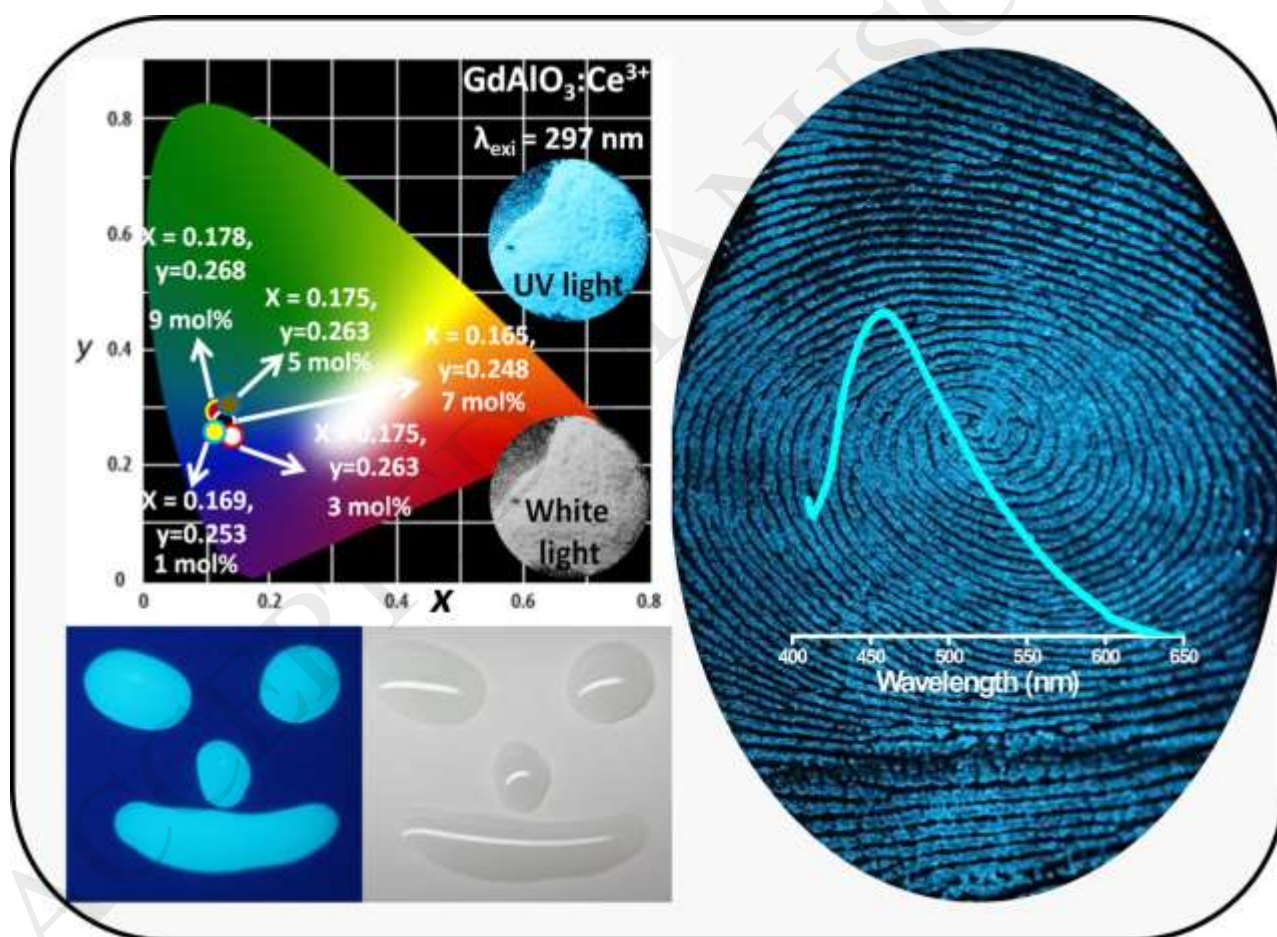 GdAlO₃:Ce³⁺
λexi = 297 nm
0.8
0.6
y
0.4
0.2
0
0
0.2
0.4
X
0.6
0.8
X = 0.178,
y=0.268
9 mol%
X = 0.175,
y=0.263
5 mol%
X = 0.165,
y=0.248
7 mol%
X = 0.175,
y=0.263
3 mol%
X = 0.169,
y=0.253
1 mol%
UV light
White
light
400
450
500
550
600
650
Wavelength (nm)
ACCEPTED MANUSC